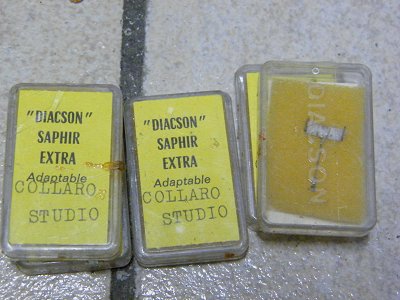 "DIACSON"
SAPHIR
EXTRA
Adaptable
COLLARO
STUDIO
"DIACSON"
SAPHIR
EXTRA
Adaptable
COLLARO
STUDIO
DIACSON